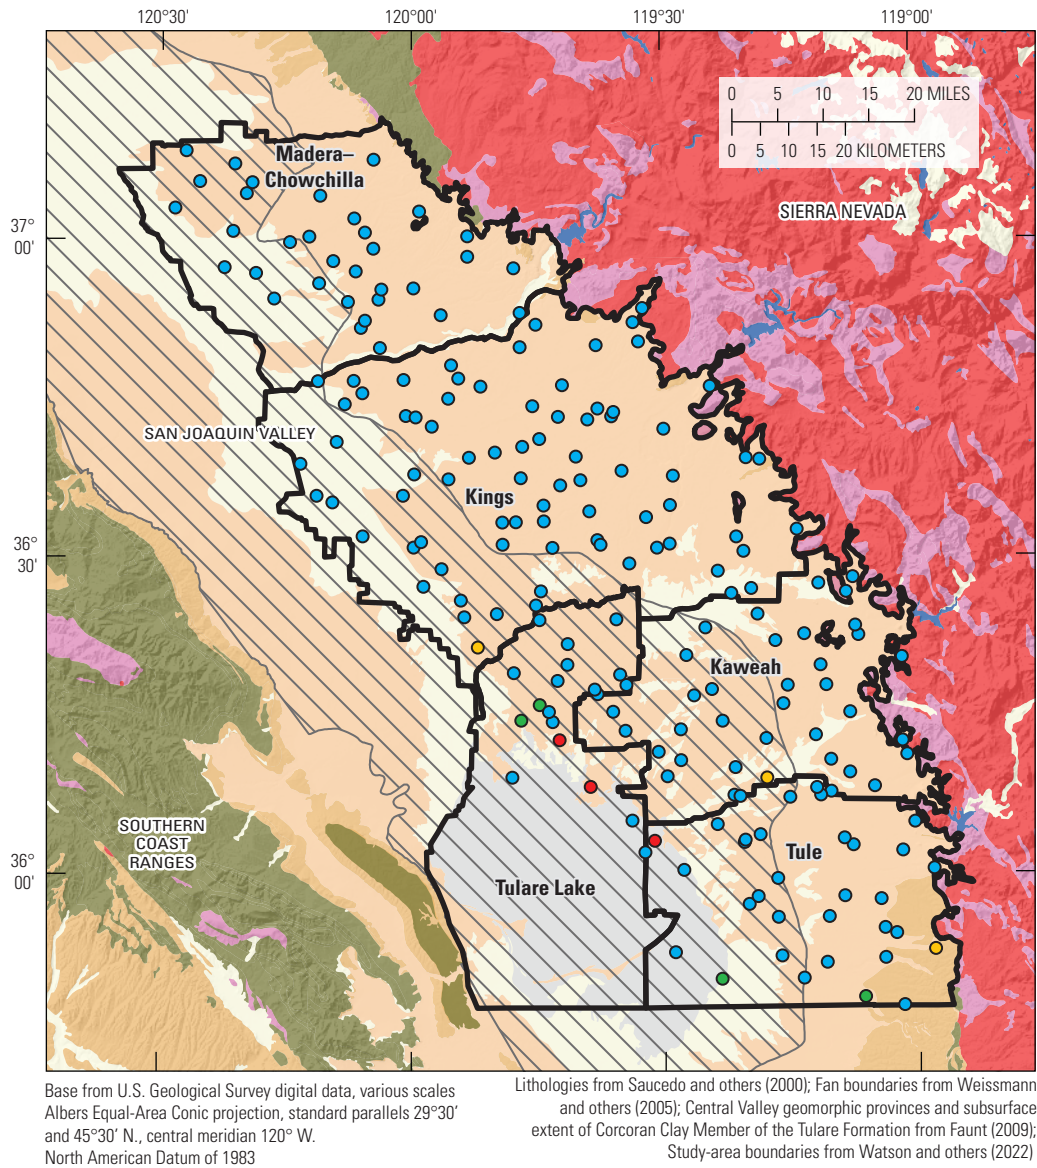 120°30'
120°00'
119°30'
119°00'
0 5 10 15 20 MILES
0 5 10 15 20 KILOMETERS
Madera–
Chowchilla
SIERRA NEVADA
37°
00'
SAN JOAQUIN VALLEY
Kings
36°
30'
Kaweah
SOUTHERN
COAST
RANGES
Tule
36°
00'
Tulare Lake
Base from U.S. Geological Survey digital data, various scales
Albers Equal-Area Conic projection, standard parallels 29°30'
and 45°30' N., central meridian 120° W.
North American Datum of 1983
Lithologies from Saucedo and others (2000); Fan boundaries from Weissmann
and others (2005); Central Valley geomorphic provinces and subsurface
extent of Corcoran Clay Member of the Tulare Formation from Faunt (2009);
Study-area boundaries from Watson and others (2022)